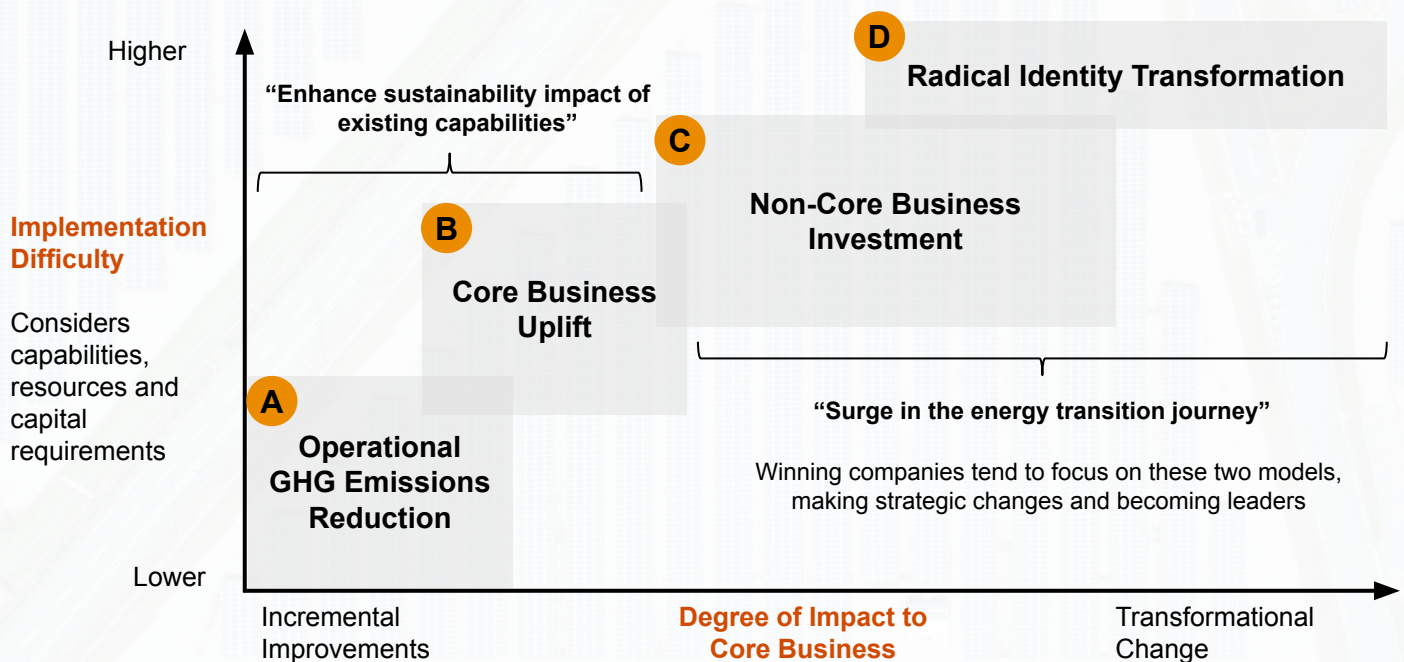 Higher
Implementation
Difficulty
Considers
capabilities,
resources and
capital
requirements
Lower
“Enhance sustainability impact of
existing capabilities”
A
Operational
GHG Emissions
Reduction
B
Core Business
Uplift
C
Non-Core Business
Investment
D
Radical Identity Transformation
“Surge in the energy transition journey”
Winning companies tend to focus on these two models,
making strategic changes and becoming leaders
Incremental
Improvements
Degree of Impact to
Core Business
Transformational
Change